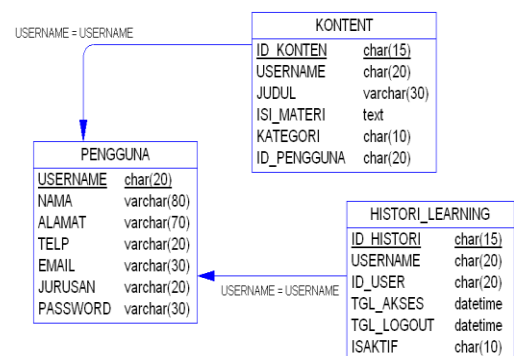 USERNAME = USERNAME
KONTENT
ID_KONTEN char(15)
USERNAME char(20)
JUDUL varchar(30)
ISI_MATERI text
KATEGORI char(10)
ID_PENGGUNA char(20)
PENGGUNA
USERNAME char(20)
NAMA varchar(80)
ALAMAT varchar(70)
TELP varchar(20)
EMAIL varchar(30)
JURUSAN varchar(20)
PASSWORD varchar(30)
USERNAME = USERNAME
HISTORI_LEARNING
ID_HISTORI char(15)
USERNAME char(20)
ID_USER char(20)
TGL_AKSES datetime
TGL_LOGOUT datetime
ISAKTIF char(10)